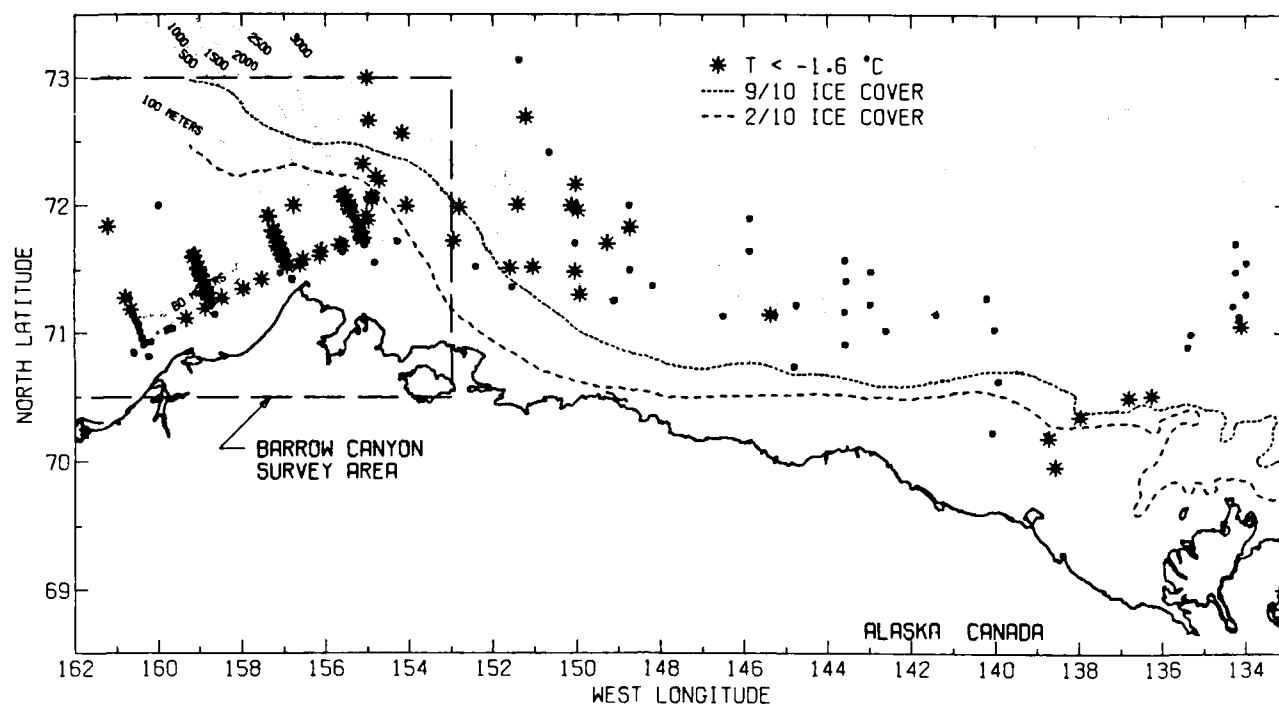 1000
500
1500
2000
2500
3000
100 METERS
T < -1.6 °C
9/10 ICE COVER
2/10 ICE COVER
73
72
71
70
69
NORTH LATITUDE
BARROW CANYON
SURVEY AREA
ALASKA CANADA
162 160 158 156 154 152 150 148 146 144 142 140 138 136 134
WEST LONGITUDE